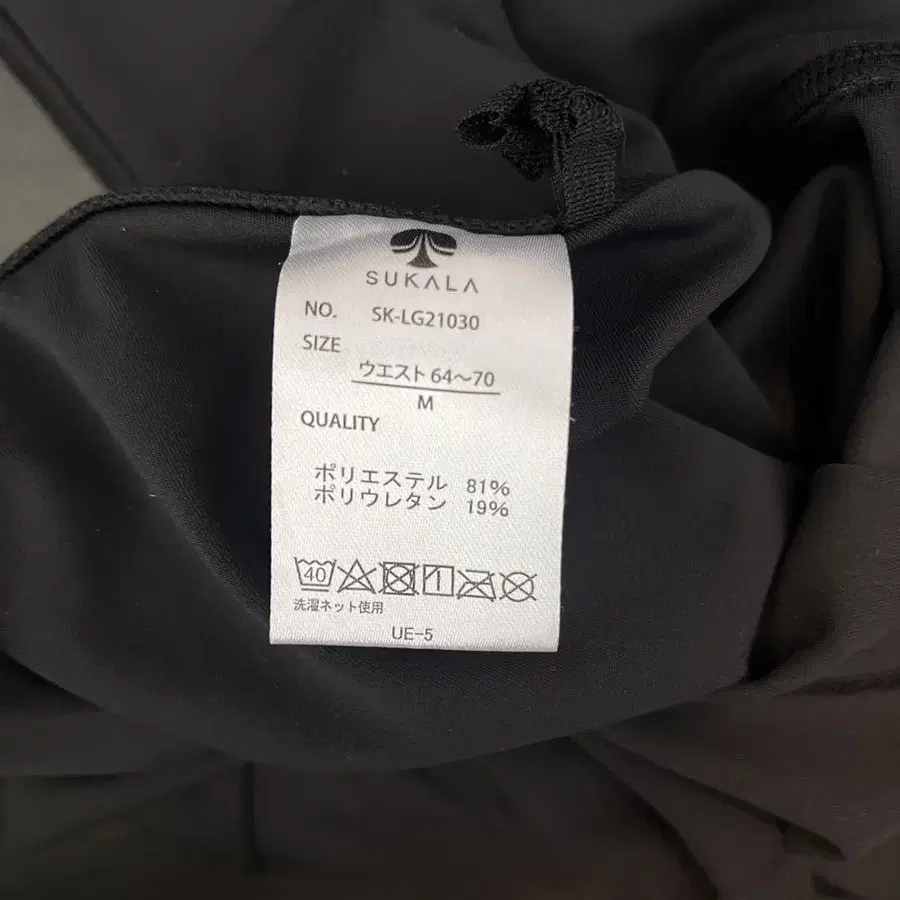 SUKALA
NO. SK-LG21030
SIZE
ウエスト 64〜70
M
QUALITY
ポリエステル 81%
ポリウレタン 19%
40
洗濯ネット使用
UE-5